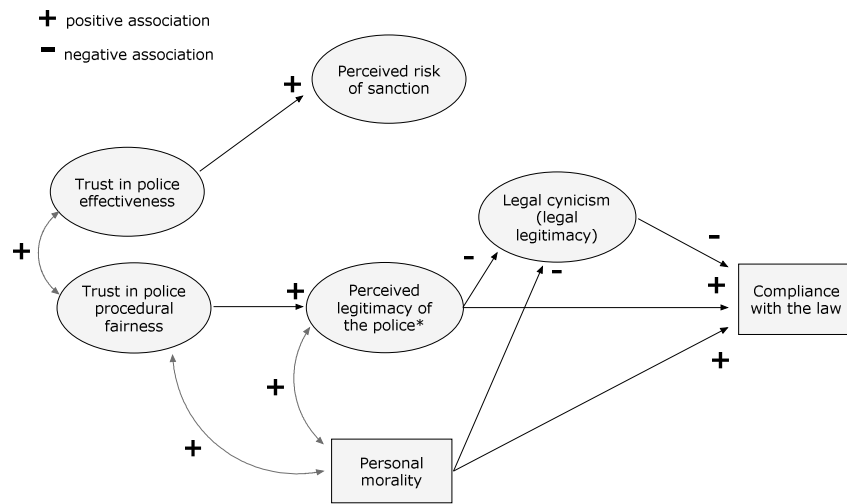 + positive association
- negative association
+
Perceived risk
of sanction
Trust in police
effectiveness
Legal cynicism
(legal
legitimacy)
+
-
-
-
Trust in police
procedural
fairness
+
Perceived
legitimacy of
the police*
+
Compliance
with the law
+
+
+
Personal
morality